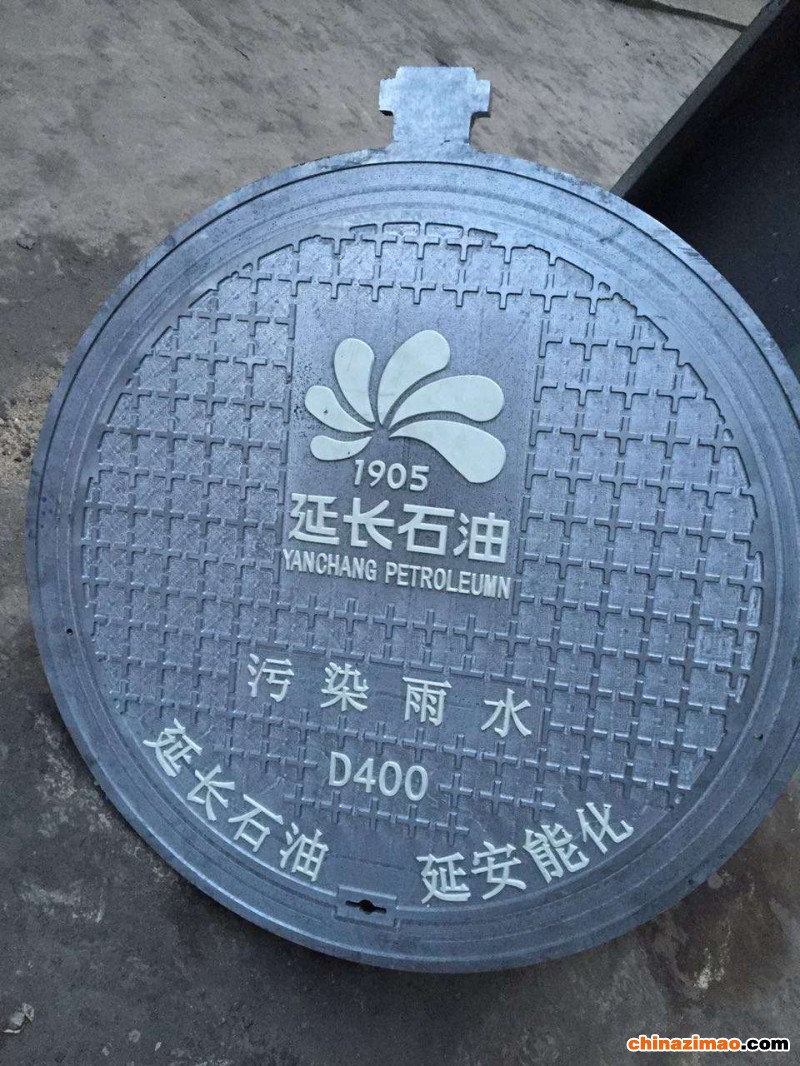 1905
延长石油
YANCHANG PETROLEUMN
污染雨水
D400
延长石油
延安能化
chinazimao.com